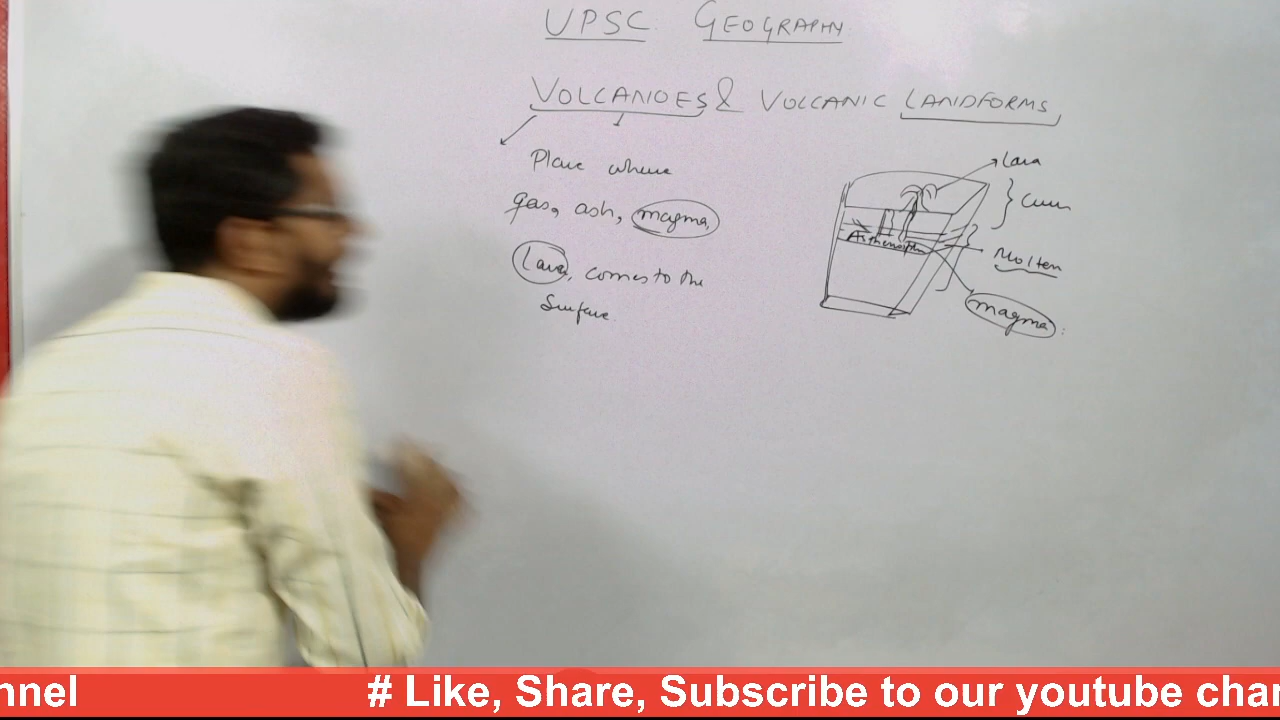 UPSC GEOGRAPHY
VOLCANOES & VOLCANIC LANDFORMS
Place where
gas, ash, magma,
Lava, comes to the
Surface.
Lava
Molten
magma
nnel # Like, Share, Subscribe to our youtube chan